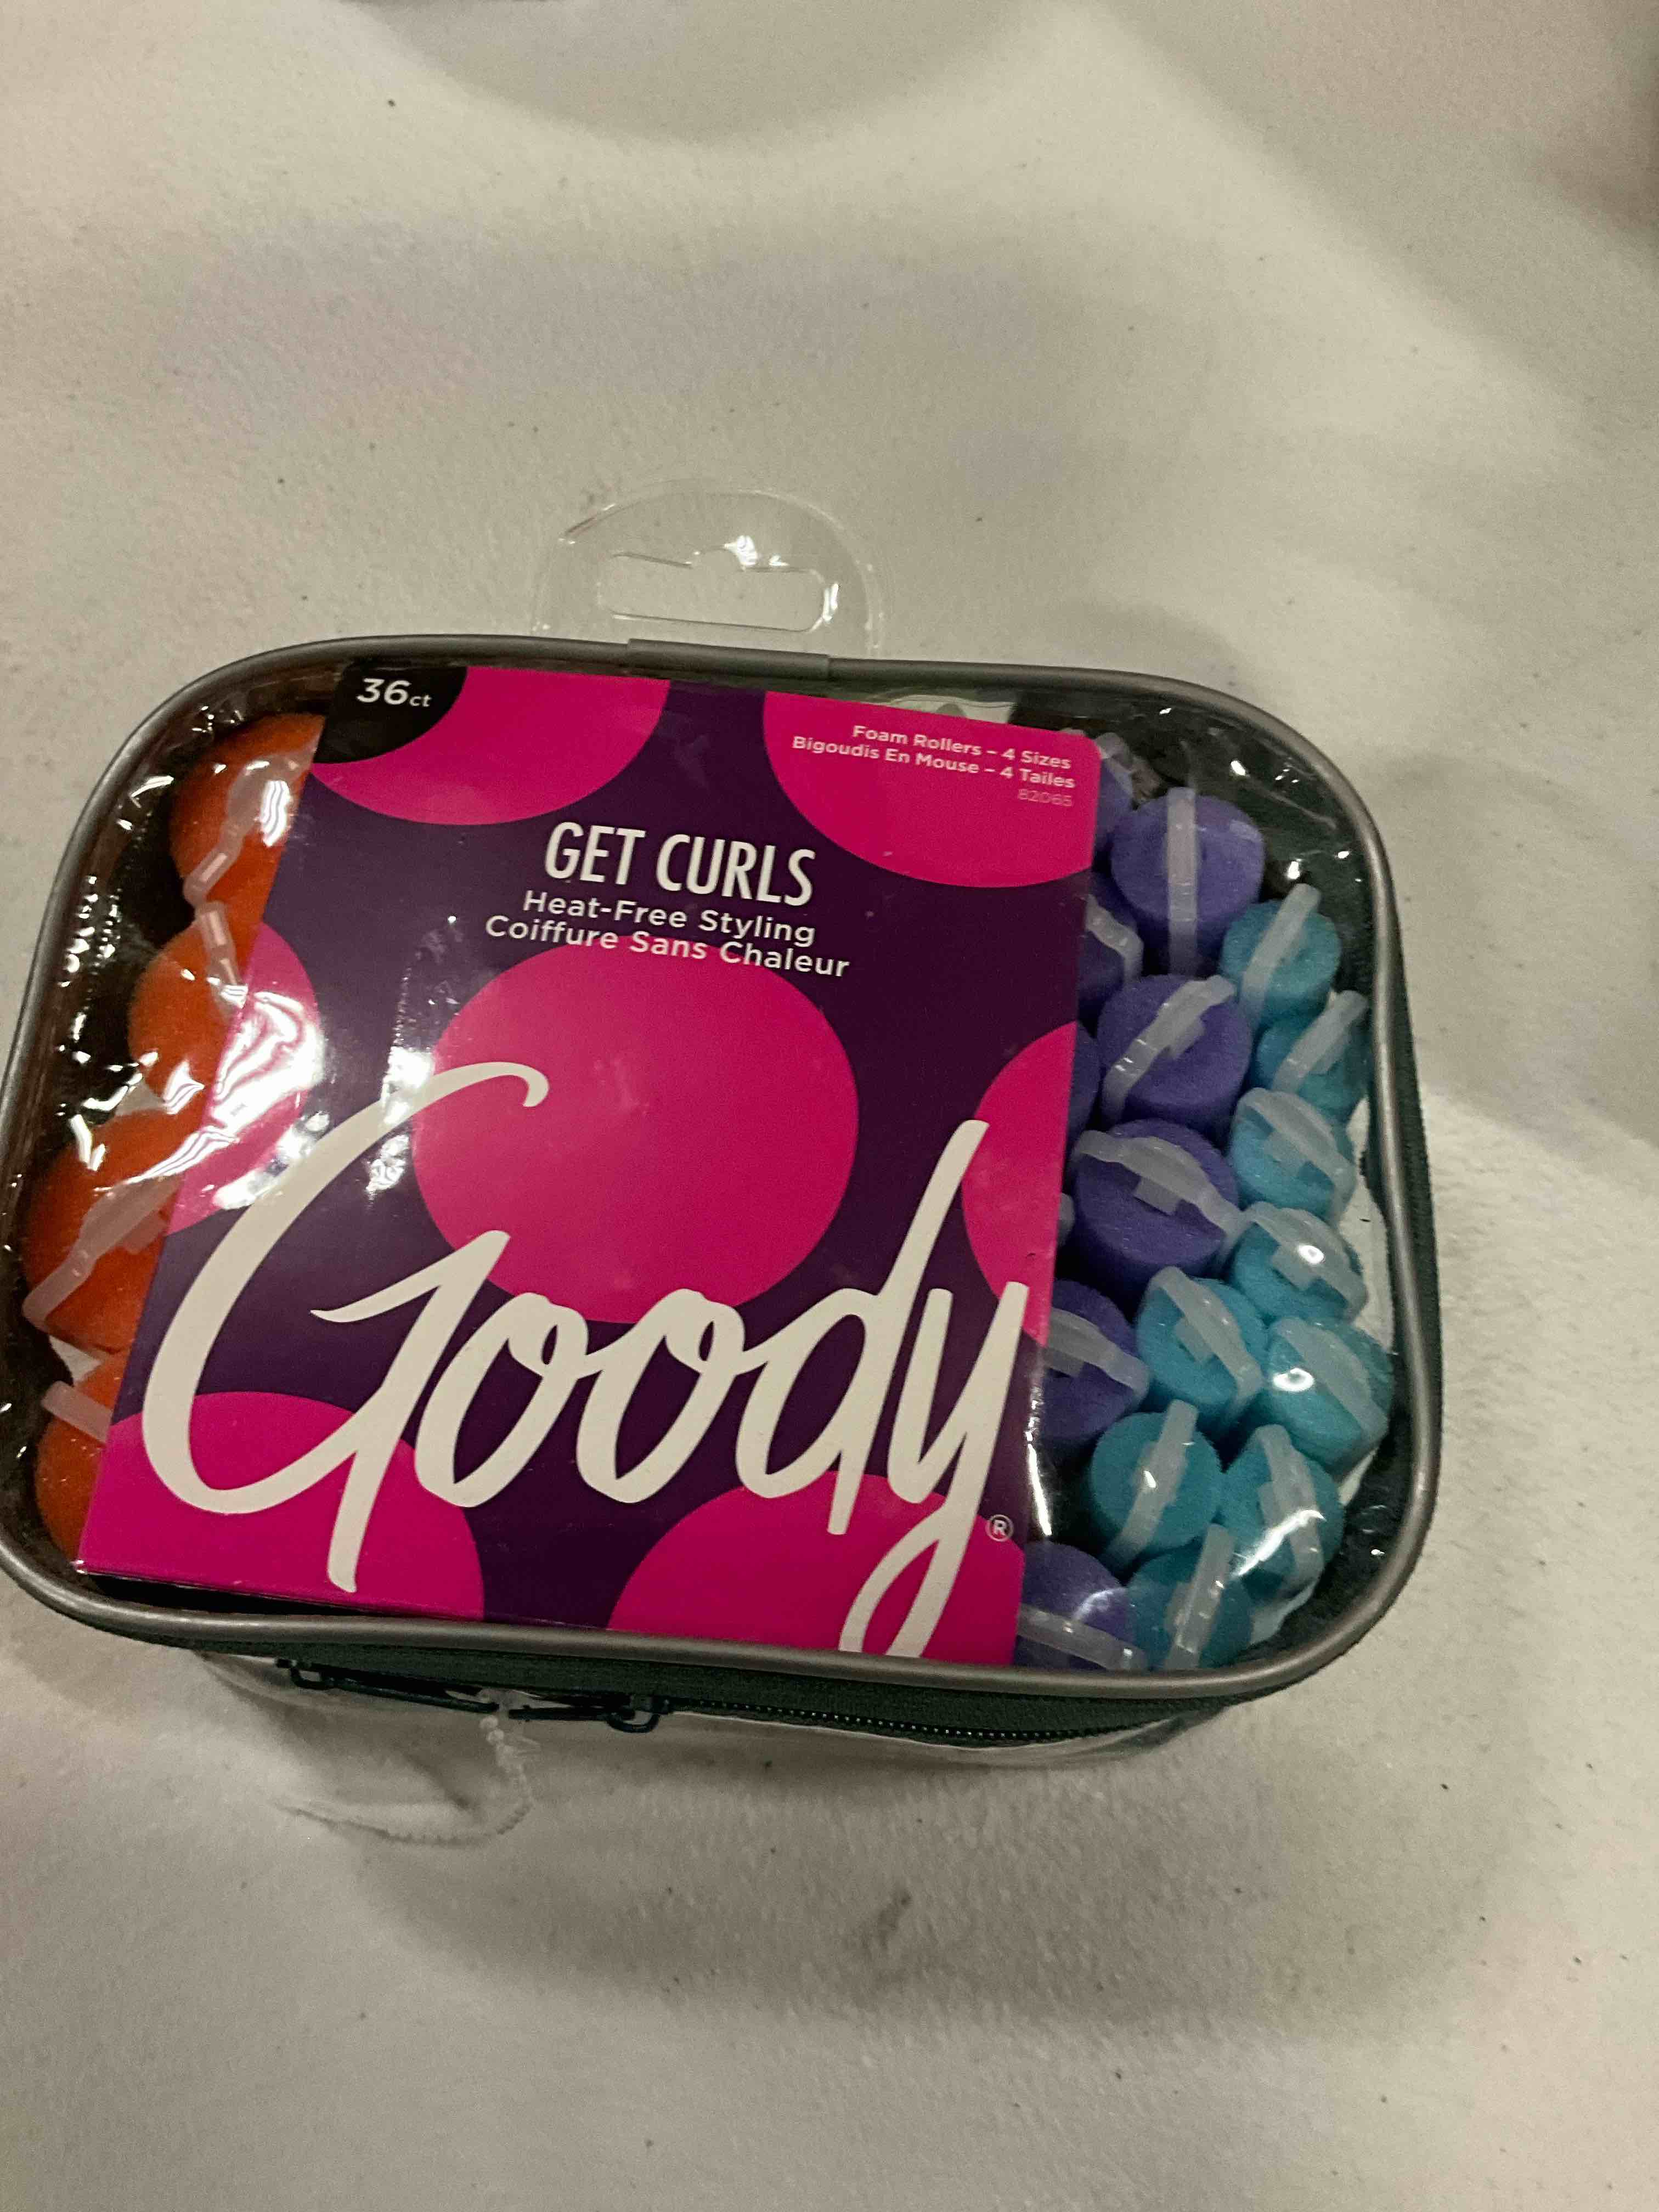 36ct
Foam Rollers – 4 Sizes
Bigoudis En Mouse – 4 Tailes
82065
GET CURLS
Heat-Free Styling
Coiffure Sans Chaleur
Goody®